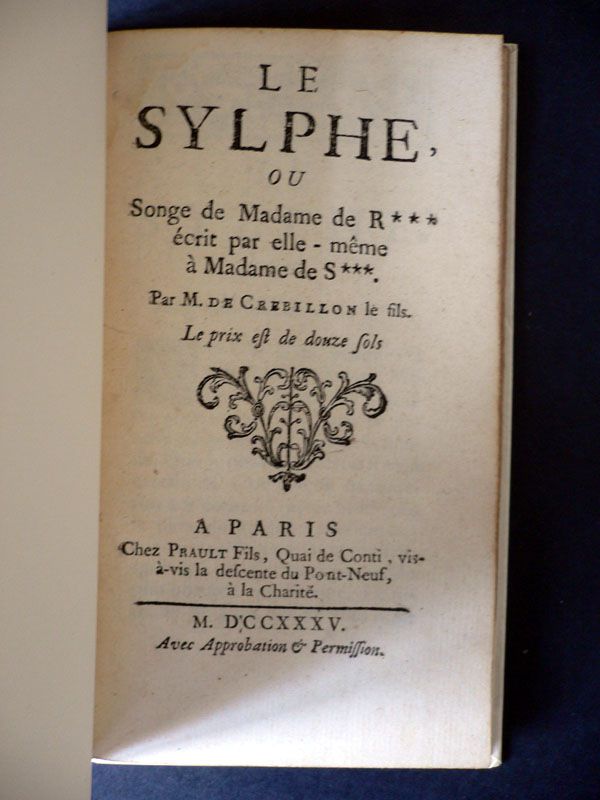 LE
SYLPHE,
OU
Songe de Madame de R***
écrit par elle-même
à Madame de S***.
Par M. DE CREBILLON le fils.
Le prix eſt de douze ſols
A PARIS
Chez PRAULT Fils, Quai de Conti, vis-
à-vis la deſcente du Pont-Neuf,
à la Charité.
M. DCCXXXV.
Avec Approbation & Permiſſion.